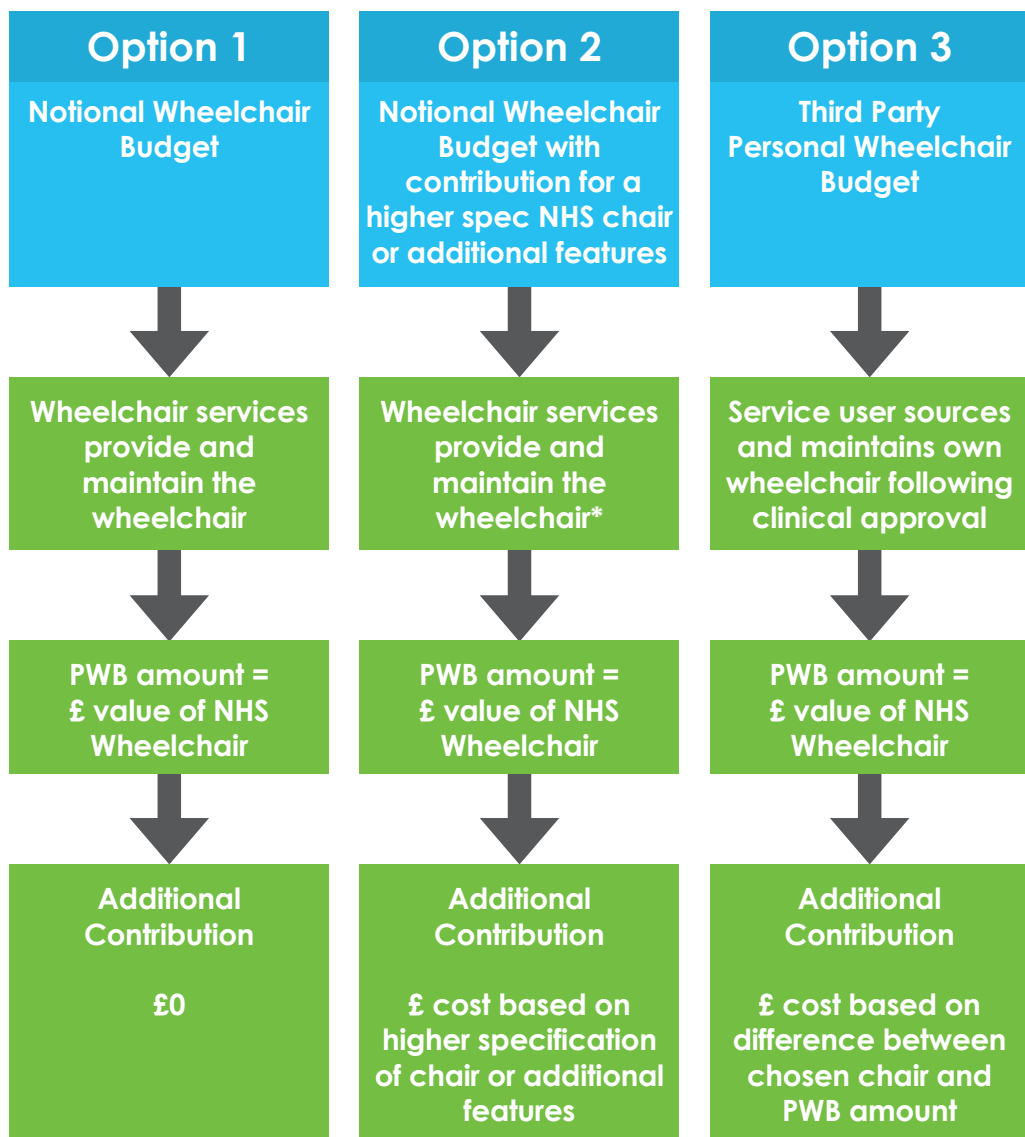 Option 1
Notional Wheelchair
Budget
Wheelchair services
provide and
maintain the
wheelchair
PWB amount =
£ value of NHS
Wheelchair
Additional
Contribution
£0
Option 2
Notional Wheelchair
Budget with
contribution for a
higher spec NHS chair
or additional features
Wheelchair services
provide and
maintain the
wheelchair*
PWB amount =
£ value of NHS
Wheelchair
Additional
Contribution
£ cost based on
higher specification
of chair or additional
features
Option 3
Third Party
Personal Wheelchair
Budget
Service user sources
and maintains own
wheelchair following
clinical approval
PWB amount =
£ value of NHS
Wheelchair
Additional
Contribution
£ cost based on
difference between
chosen chair and
PWB amount